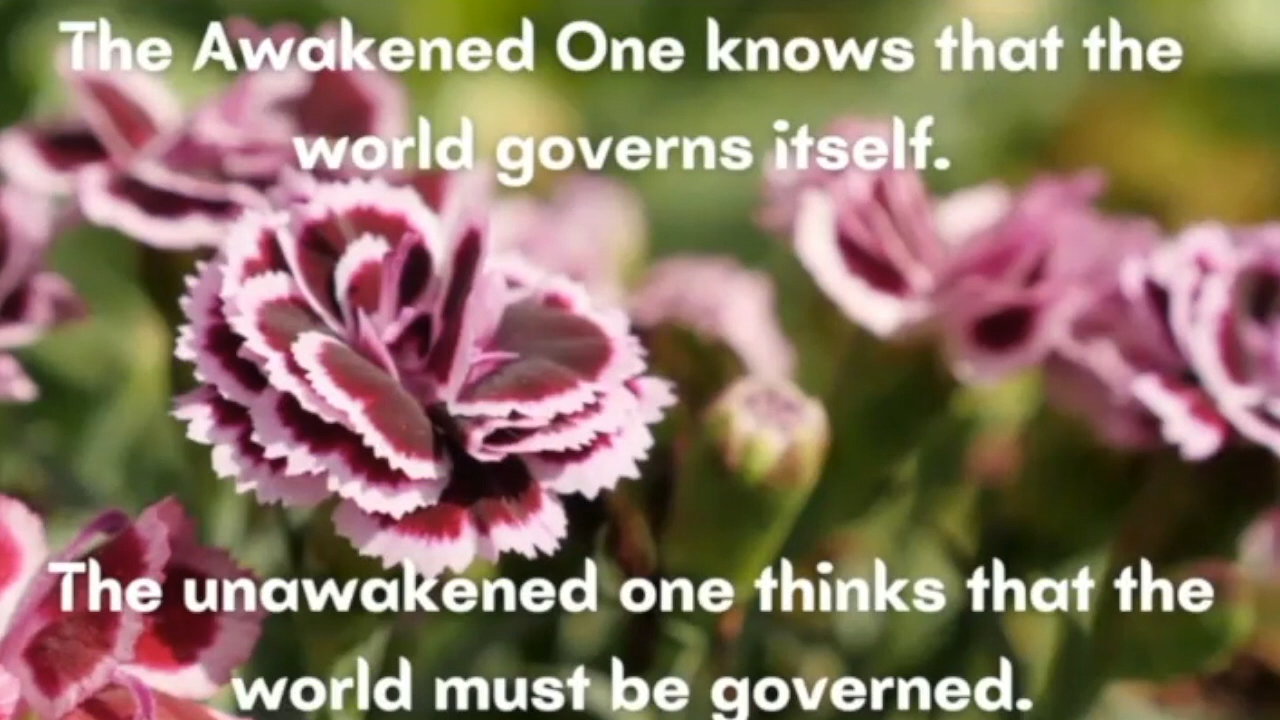 The Awakened One knows that the
world governs itself.
The unawakened one thinks that the
world must be governed.